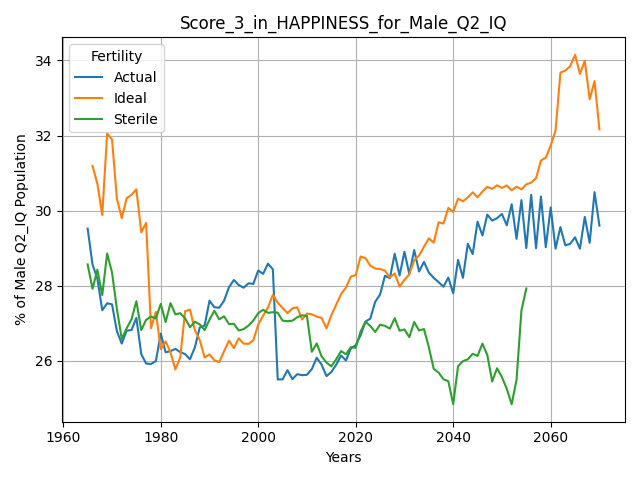 Score_3_in_HAPPINESS_for_Male_Q2_IQ
Fertility
Actual
Ideal
Sterile
% of Male Q2_IQ Population
34
32
30
28
26
1960
1980
2000
2020
2040
2060
Years